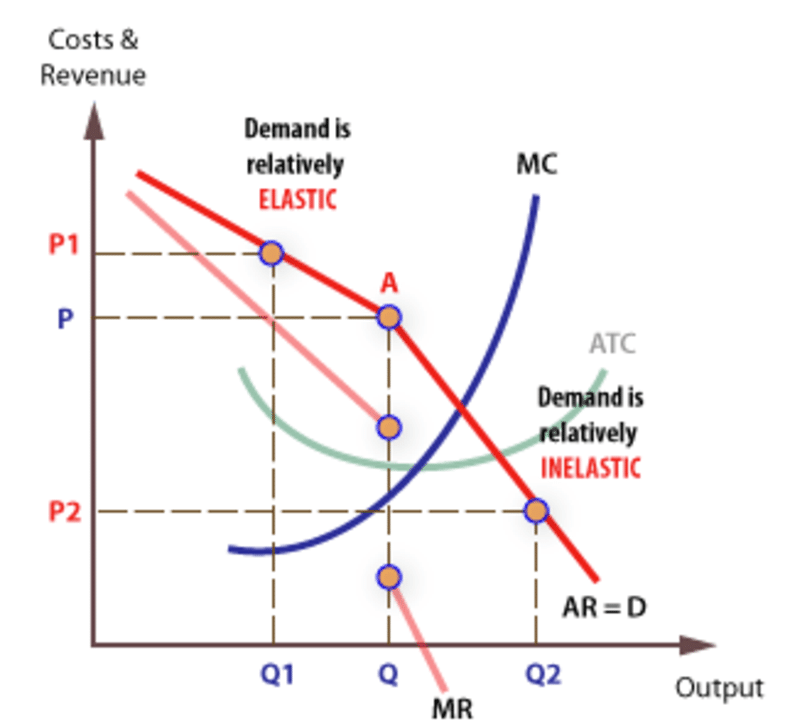 Costs &
Revenue
Demand is
relatively
ELASTIC
MC
P1
A
P
ATC
Demand is
relatively
INELASTIC
P2
AR = D
Q1
Q
Q2
Output
MR